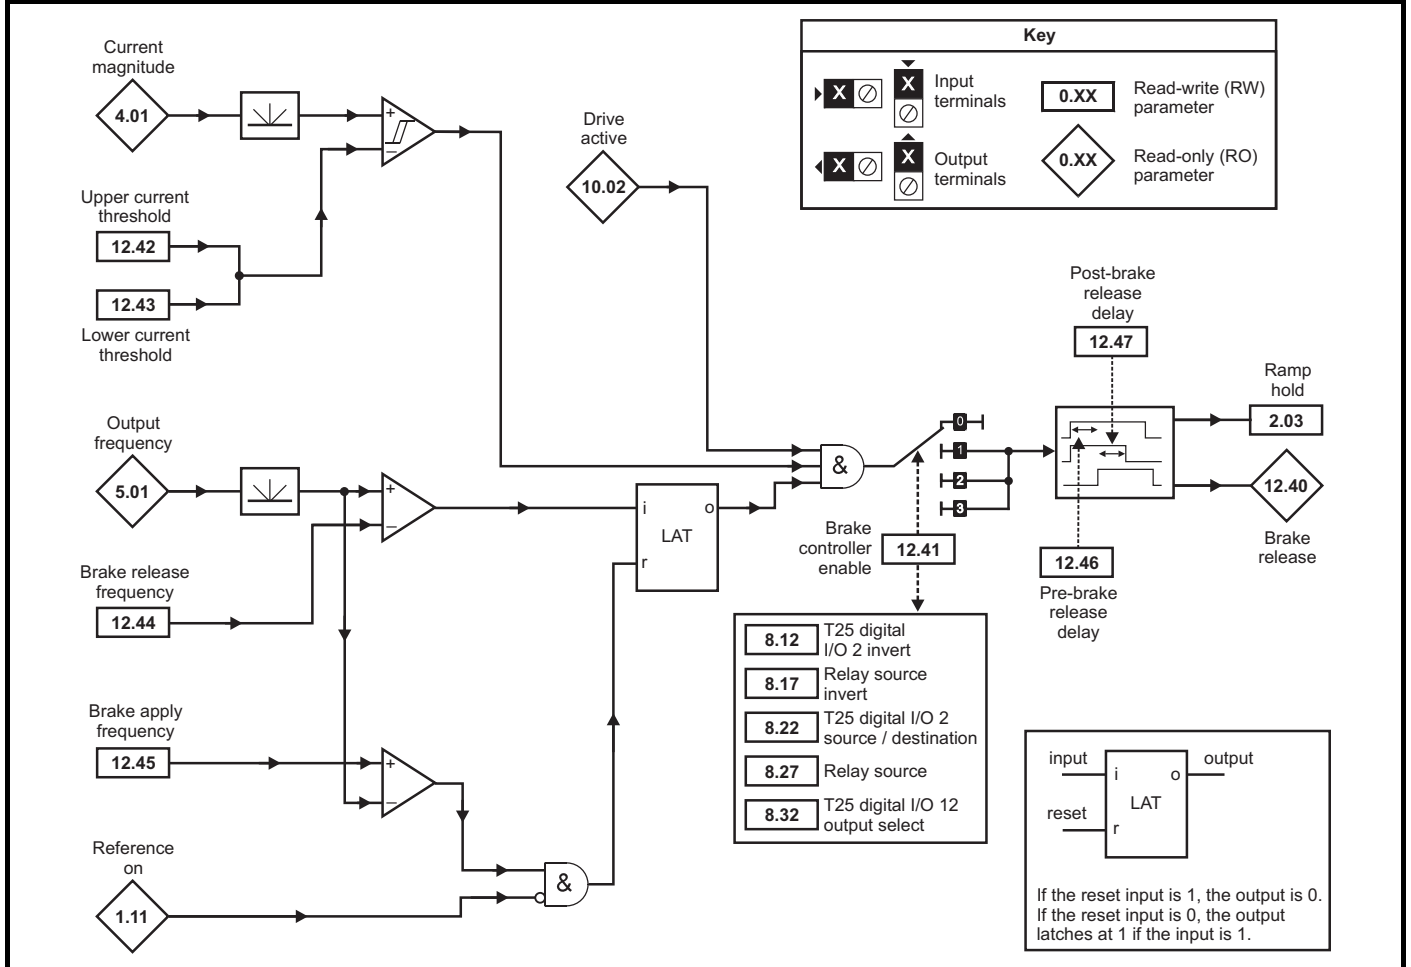 Current
magnitude
4.01
+
−
Upper current
threshold
12.42
12.43
Lower current
threshold
Drive
active
10.02
Key
X
X
Input
terminals
0.XX
Read-write (RW)
parameter
X
X
Output
terminals
0.XX
Read-only (RO)
parameter
Output
frequency
5.01
+
−
Brake release
frequency
12.44
i
o
LAT
r
&
0
1
2
3
Brake
controller
enable
12.41
Post-brake
release
delay
12.47
12.46
Pre-brake
release
delay
Ramp
hold
2.03
12.40
Brake
release
8.12
T25 digital
I/O 2 invert
8.17
Relay source
invert
8.22
T25 digital I/O 2
source / destination
8.27
Relay source
8.32
T25 digital I/O 12
output select
Brake apply
frequency
12.45
+
−
Reference
on
1.11
&
input
output
i
o
LAT
reset
r
If the reset input is 1, the output is 0.
If the reset input is 0, the output
latches at 1 if the input is 1.